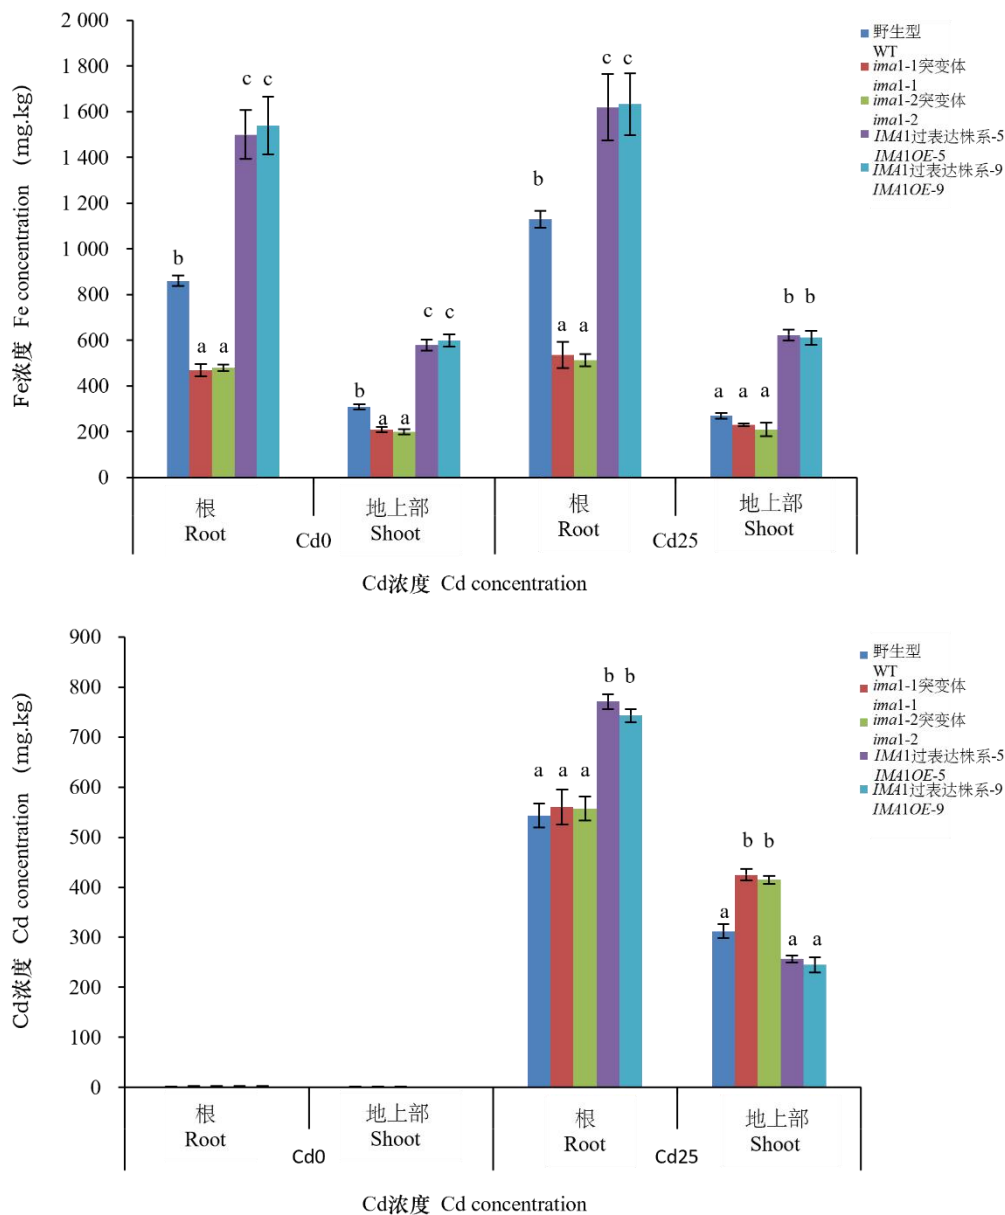 2 000
1 800
1 600
1 400
1 200
1 000
800
600
400
200
0
Fe浓度 Fe concentration (mg.kg)
b
a a
c c
b
a a
c c
b
a a
c c
a a a
b b
野生型
WT
ima1-1突变体
ima1-1
ima1-2突变体
ima1-2
IMA1过表达株系-5
IMA1OE-5
IMA1过表达株系-9
IMA1OE-9
根 地上部 根 地上部
Root Shoot Root Shoot
Cd0 Cd25
Cd浓度 Cd concentration
900
800
700
600
500
400
300
200
100
0
Cd浓度 Cd concentration (mg.kg)
a a a
b b
a
b b
a a
野生型
WT
ima1-1突变体
ima1-1
ima1-2突变体
ima1-2
IMA1过表达株系-5
IMA1OE-5
IMA1过表达株系-9
IMA1OE-9
根 地上部 根 地上部
Root Shoot Root Shoot
Cd0 Cd25
Cd浓度 Cd concentration